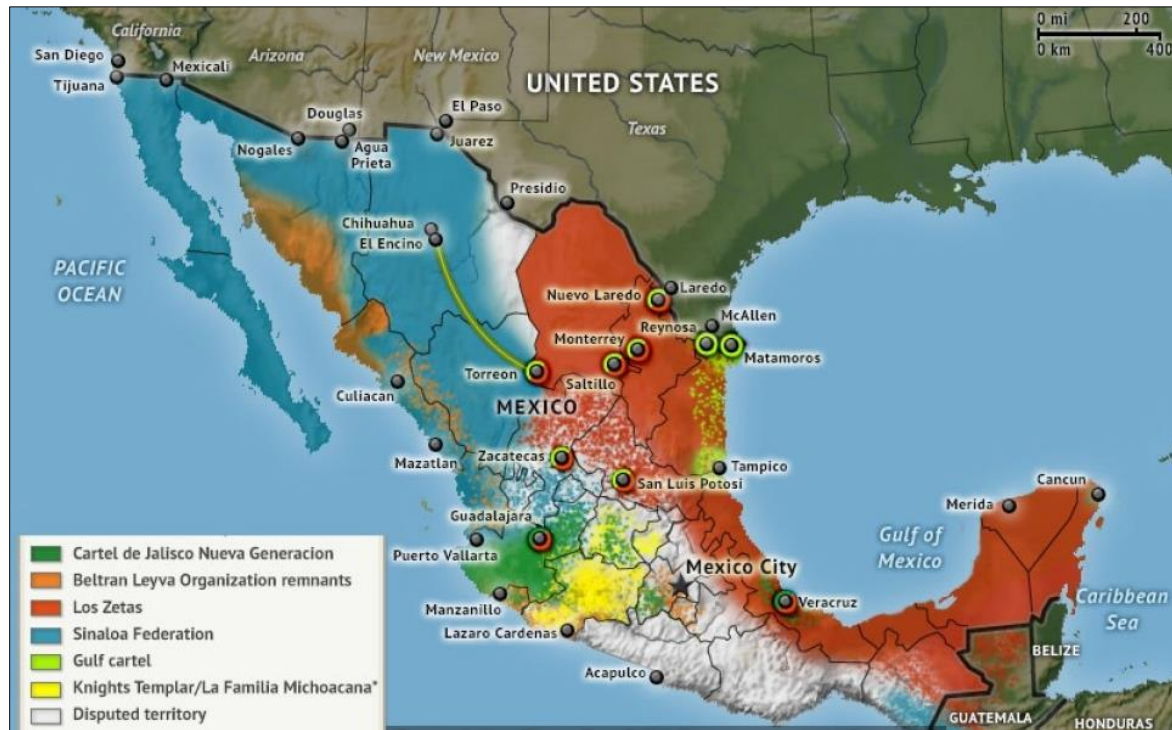 California
San Diego
Tijuana
Mexicali
Arizona
New Mexico
0 mi 200
0 km 400
UNITED STATES
Douglas
Nogales
Agua
Prieta
El Paso
Juarez
Texas
Presidio
Chihuahua
El Encino
PACIFIC
OCEAN
Laredo
Nuevo Laredo
McAllen
Reynosa
Monterrey
Matamoros
Torreon
Saltillo
Culiacan
MEXICO
Mazatlan
Zacatecas
Tampico
San Luis Potosi
Cancun
Merida
Guadalajara
Gulf of
Mexico
Puerto Vallarta
Mexico City
Manzanillo
Veracruz
Caribbean
Sea
Lazaro Cardenas
Acapulco
BELIZE
GUATEMALA
HONDURAS
Cartel de Jalisco Nueva Generacion
Beltran Leyva Organization remnants
Los Zetas
Sinaloa Federation
Gulf cartel
Knights Templar/La Familia Michoacana*
Disputed territory